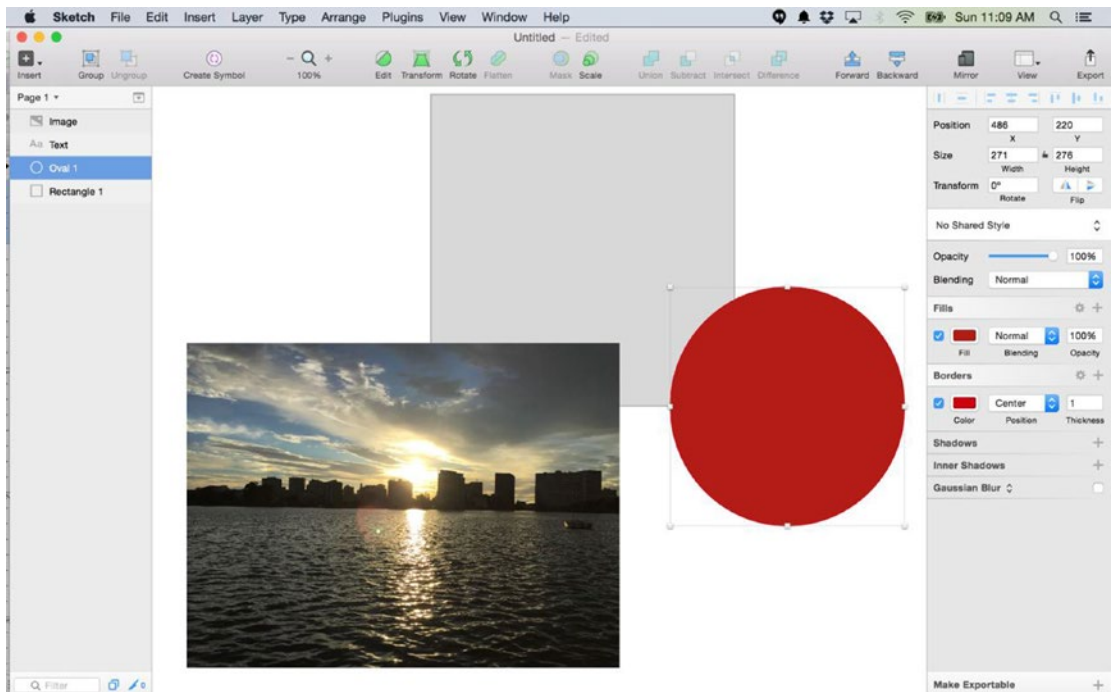 Sketch File Edit Insert Layer Type Arrange Plugins View Window Help Sun 11:09 AM
Untitled — Edited
Insert Group Ungroup Create Symbol 100% Edit Transform Rotate Flatten Mask Scale Union Subtract Intersect Difference Forward Backward Mirror View Export
Page 1
Image
Aa Text
Oval 1
Rectangle 1
Filter 0
Position 486 220
X Y
Size 271 276
Width Height
Transform 0°
Rotate Flip
No Shared Style
Opacity 100%
Blending Normal
Fills
Normal 100%
Fill Blending Opacity
Borders
Center 1
Color Position Thickness
Shadows
Inner Shadows
Gaussian Blur
Make Exportable